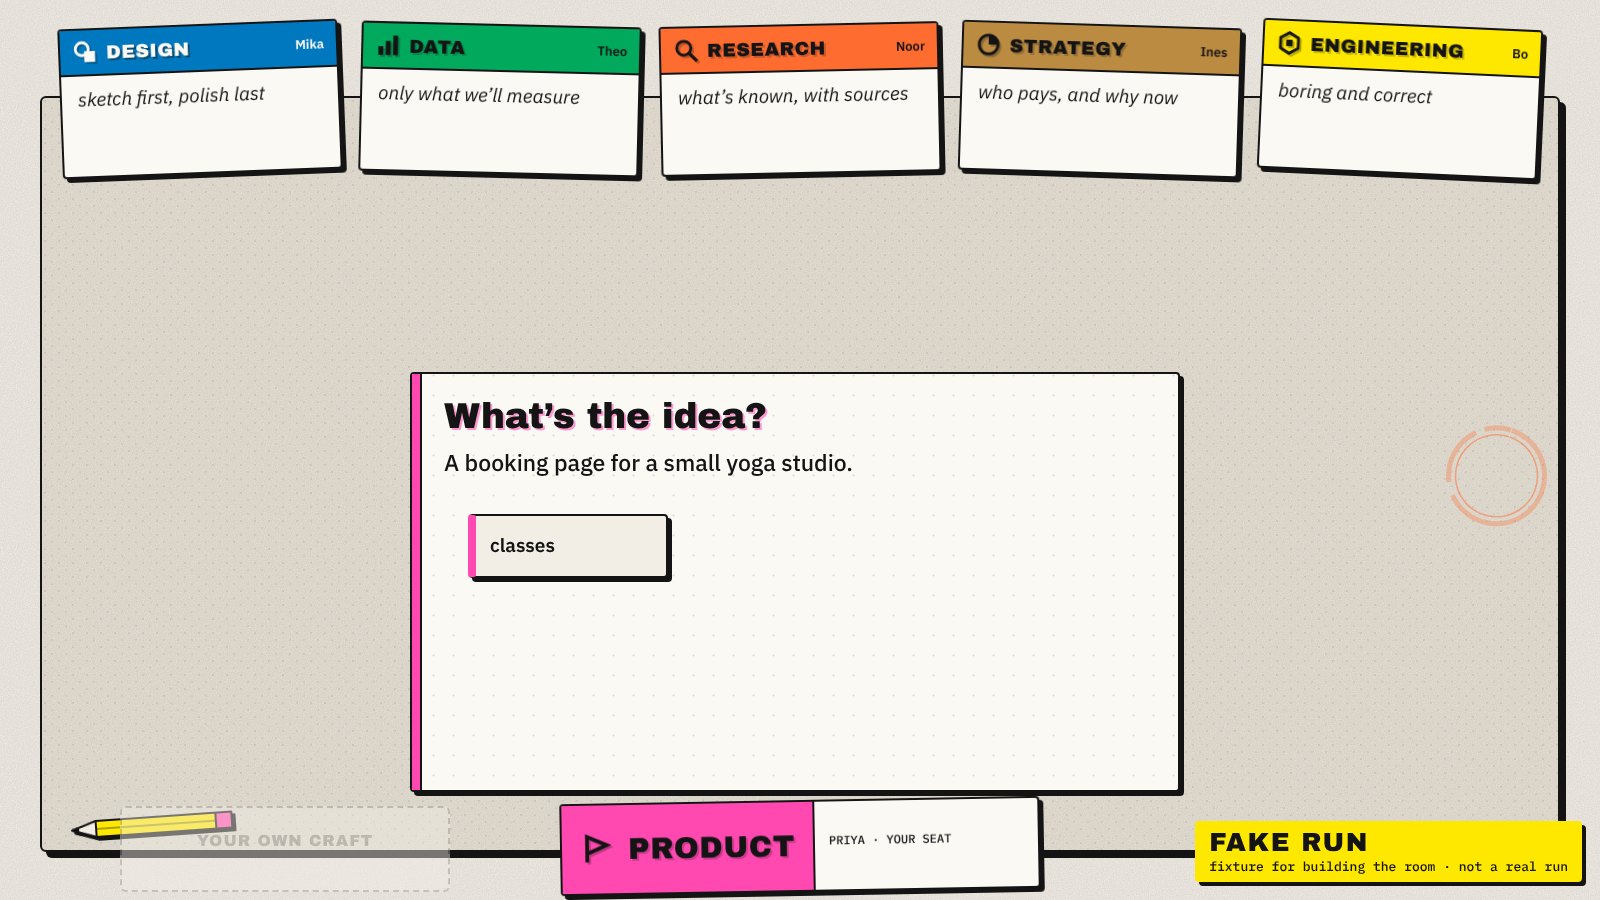 DESIGN
Mika
sketch first, polish last
DATA
Theo
only what we’ll measure
RESEARCH
Noor
what’s known, with sources
STRATEGY
Ines
who pays, and why now
ENGINEERING
Bo
boring and correct
What’s the idea?
A booking page for a small yoga studio.
classes
YOUR OWN CRAFT
PRODUCT
PRIYA · YOUR SEAT
FAKE RUN
fixture for building the room · not a real run